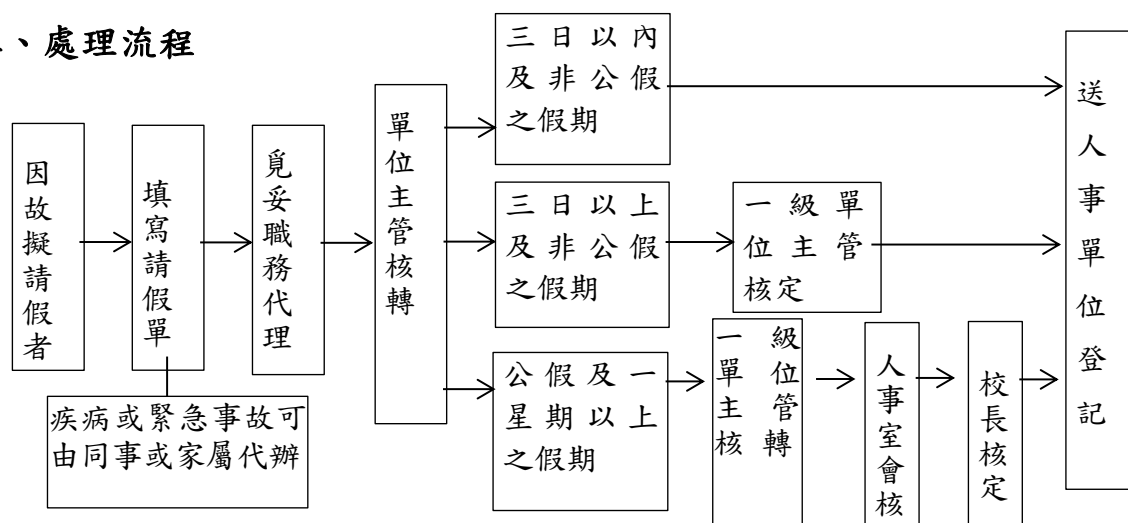 、處理流程
因故擬請假者
填寫請假單
疾病或緊急事故可
由同事或家屬代辦
覓妥職務代理
單位主管核轉
三日以內
及非公假
之假期
三日以上
及非公假
之假期
一級單
位主管
核定
公假及一
星期以上
之假期
一級
單位
主管
核轉
人事室會核
校長核定
送人事單位登記